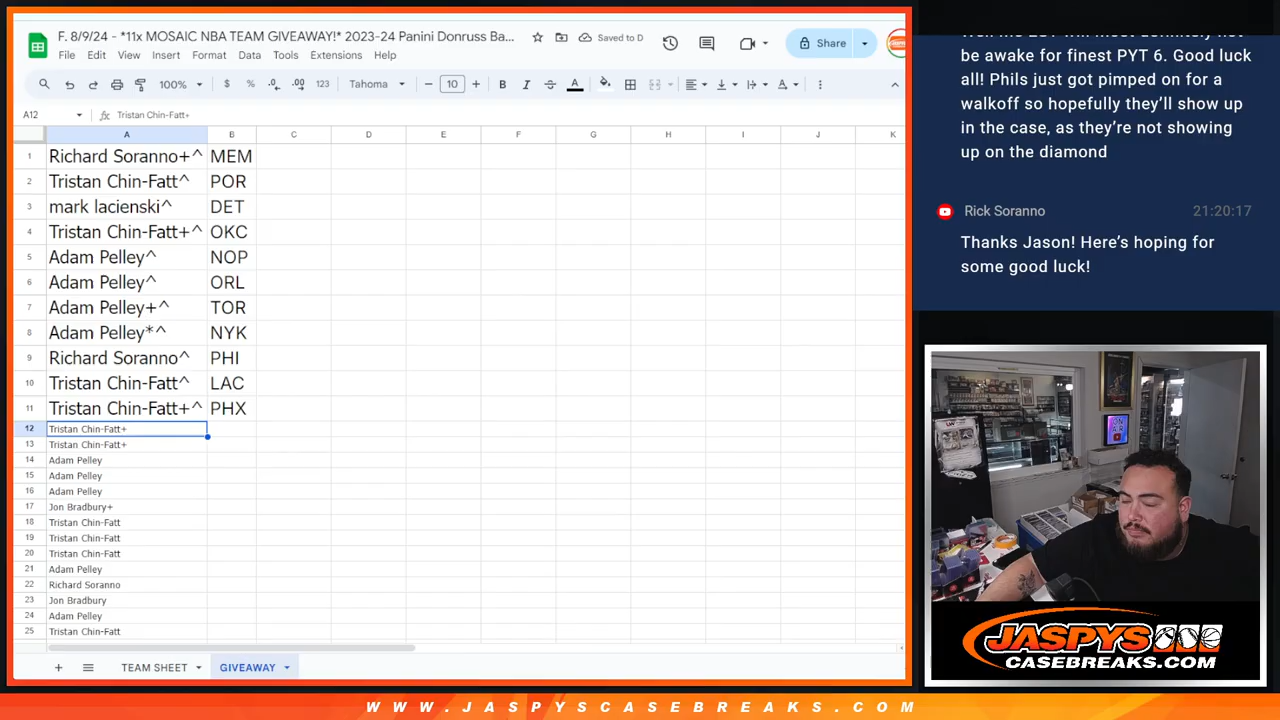 F. 8/9/24 - *11x MOSAIC NBA TEAM GIVEAWAY!* 2023-24 Panini Donruss Ba...
Saved to D
Share
File Edit View Insert Format Data Tools Extensions Help
100% $ % .0 .00 123 Tahoma 10
A12 Tristan Chin-Fatt+
A B C D E F G H I J K
1 Richard Soranno+^ MEM
2 Tristan Chin-Fatt^ POR
3 mark lacienski^ DET
4 Tristan Chin-Fatt+^ OKC
5 Adam Pelley^ NOP
6 Adam Pelley^ ORL
7 Adam Pelley+^ TOR
8 Adam Pelley*^ NYK
9 Richard Soranno^ PHI
10 Tristan Chin-Fatt^ LAC
11 Tristan Chin-Fatt+^ PHX
12 Tristan Chin-Fatt+
13 Tristan Chin-Fatt+
14 Adam Pelley
15 Adam Pelley
16 Adam Pelley
17 Jon Bradbury+
18 Tristan Chin-Fatt
19 Tristan Chin-Fatt
20 Tristan Chin-Fatt
21 Adam Pelley
22 Richard Soranno
23 Jon Bradbury
24 Adam Pelley
25 Tristan Chin-Fatt
TEAM SHEET GIVEAWAY
be awake for finest PYT 6. Good luck
all! Phils just got pimped on for a
walkoff so hopefully they'll show up
in the case, as they're not showing
up on the diamond
Rick Soranno 21:20:17
Thanks Jason! Here's hoping for
some good luck!
JASPYS
CASEBREAKS.COM
WWW.JASPYSCASEBREAKS.COM